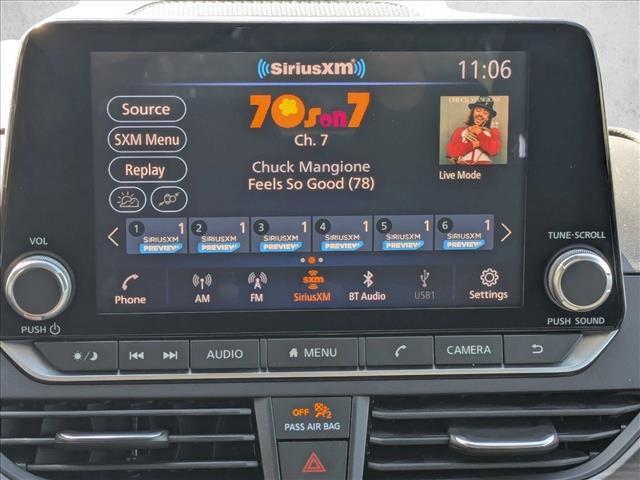 SiriusXM
11:06
Source
SXM Menu
Replay
70s on 7
Ch. 7
Chuck Mangione
Feels So Good (78)
CHUCK MANGIONE
Live Mode
1 1 2 1 3 1 4 1 5 1 6 1
SIRIUSXM SIRIUSXM SIRIUSXM SIRIUSXM SIRIUSXM SIRIUSXM
PREVIEW PREVIEW PREVIEW PREVIEW PREVIEW PREVIEW
sxm
Phone AM FM SiriusXM BT Audio USB1 Settings
VOL
PUSH
TUNE·SCROLL
PUSH SOUND
AUDIO MENU CAMERA
OFF 2
PASS AIR BAG